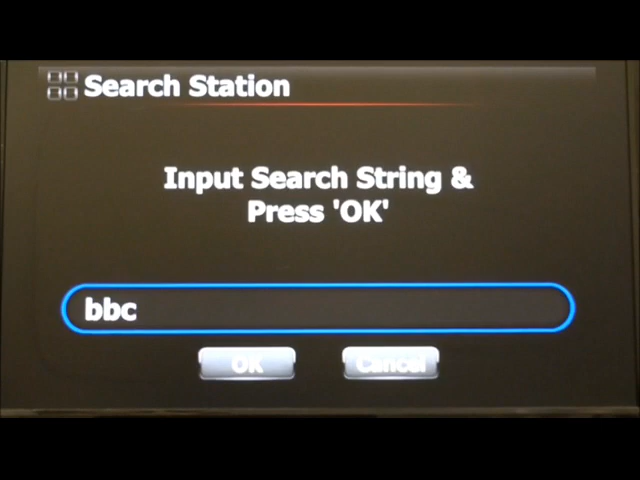 Search Station
Input Search String &
Press 'OK'
bbc
OK
Cancel